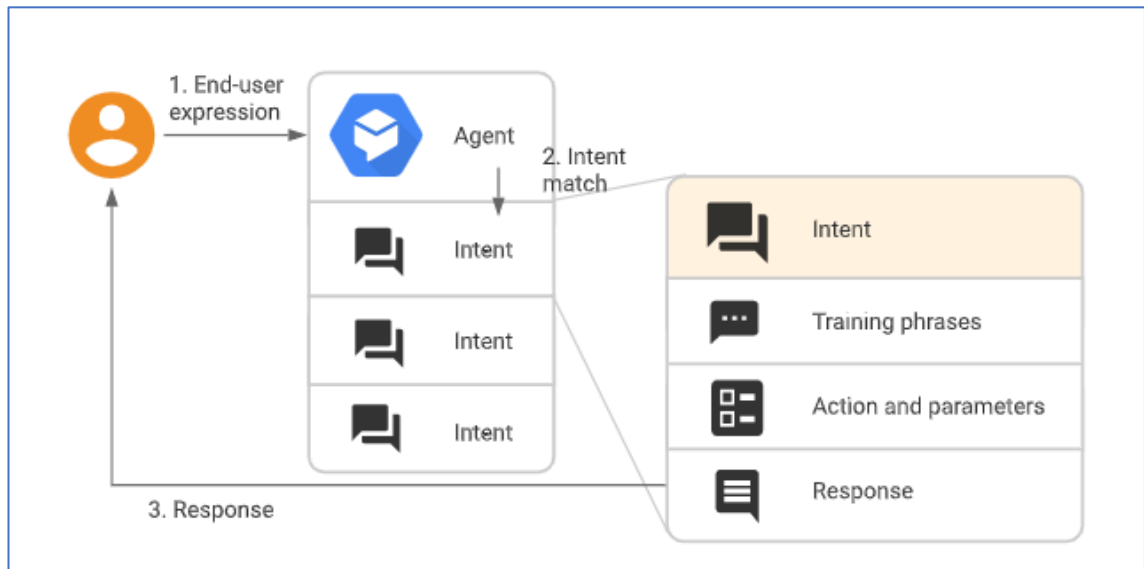 1. End-user
expression
Agent
2. Intent
match
Intent
Intent
Intent
Intent
Training phrases
Action and parameters
Response
3. Response